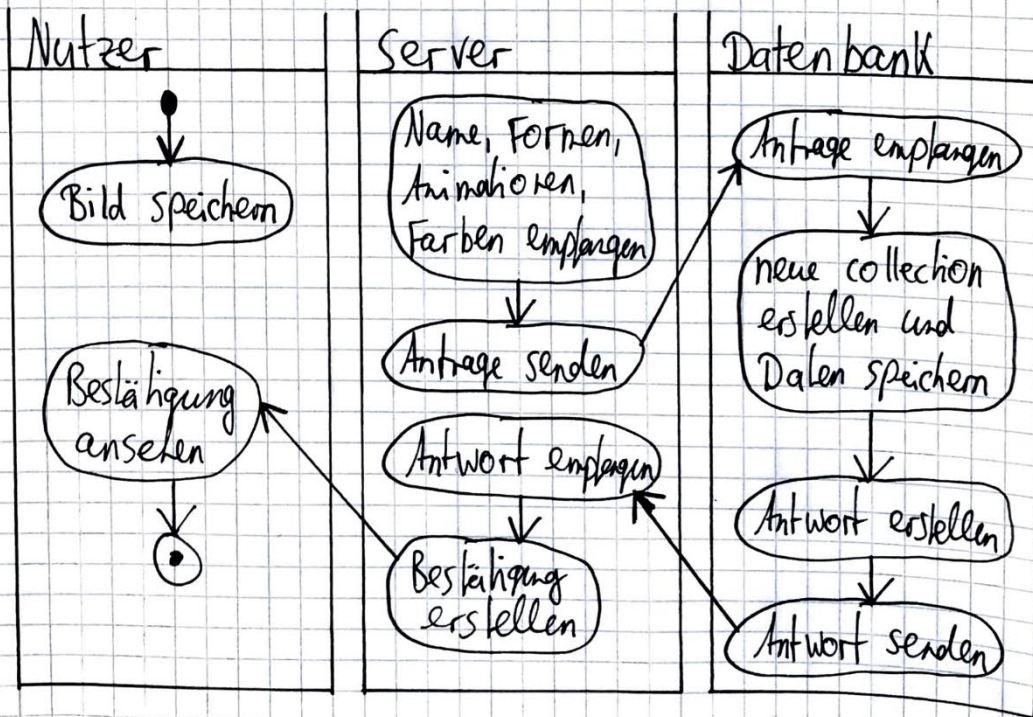 Nutzer
Bild speichern
Bestätigung
ansehen
Server
Name, Formen,
Animationen,
Farben empfangen
Anfrage senden
Antwort empfangen
Bestätigung
erstellen
Datenbank
Anfrage empfangen
neue collection
erstellen und
Daten speichern
Antwort erstellen
Antwort senden